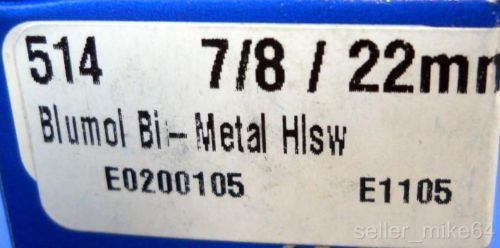 514 7/8 / 22mm
Blumol Bi-Metal Hlsw
E0200105 E1105
seller_mike64